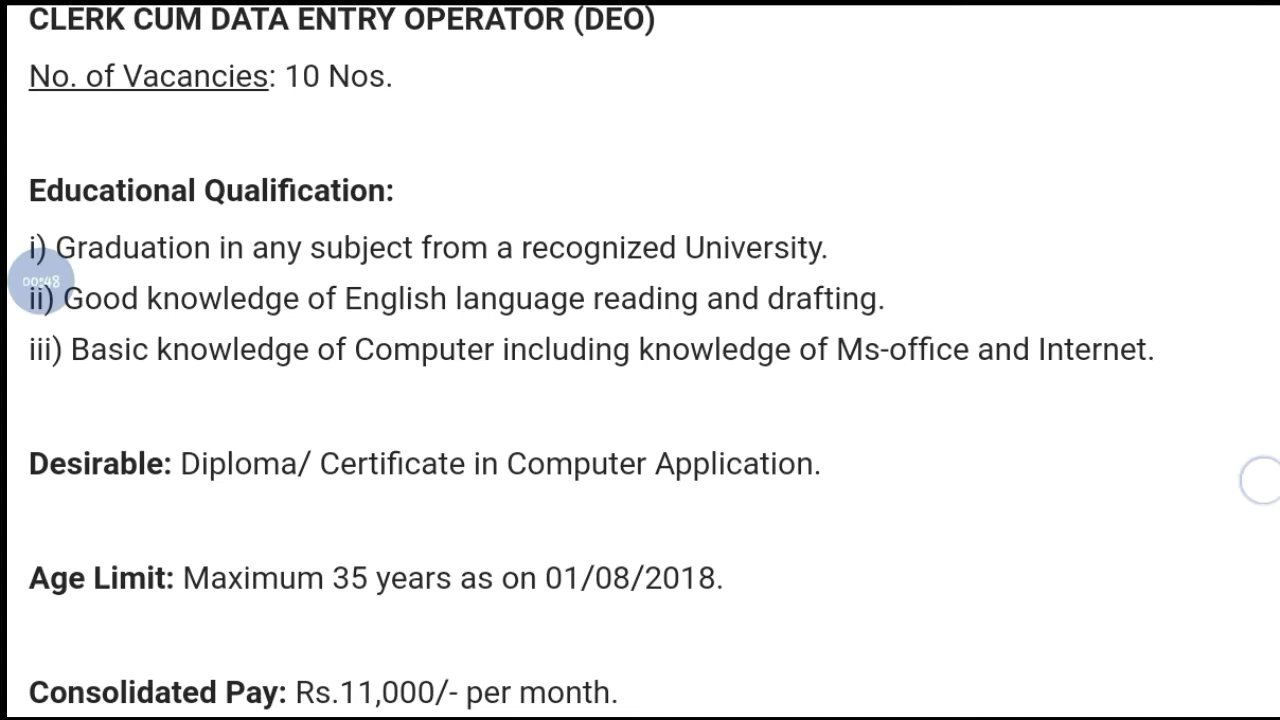 CLERK CUM DATA ENTRY OPERATOR (DEO)
No. of Vacancies: 10 Nos.
Educational Qualification:
i) Graduation in any subject from a recognized University.
00:48
ii) Good knowledge of English language reading and drafting.
iii) Basic knowledge of Computer including knowledge of Ms-office and Internet.
Desirable: Diploma/ Certificate in Computer Application.
Age Limit: Maximum 35 years as on 01/08/2018.
Consolidated Pay: Rs.11,000/- per month.